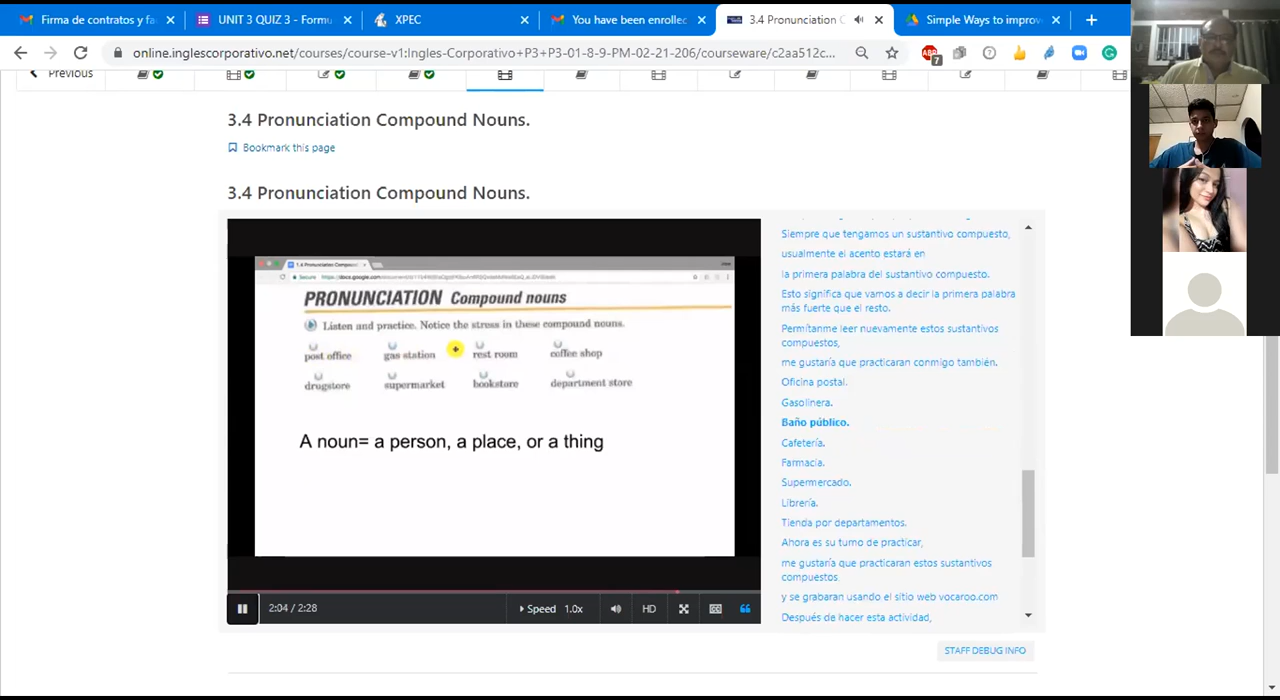 Firma de contratos y fa
UNIT 3 QUIZ 3 - Formu
XPEC
You have been enrolle
3.4 Pronunciation C
Simple Ways to improv
online.inglescorporativo.net/courses/course-v1:Ingles-Corporativo+P3+P3-01-8-9-PM-02-21-206/courseware/c2aa512c...
ABP
7
Previous
3.4 Pronunciation Compound Nouns.
Bookmark this page
3.4 Pronunciation Compound Nouns.
PRONUNCIATION Compound nouns
Listen and practice. Notice the stress in these compound nouns.
post office gas station rest room coffee shop
drugstore supermarket bookstore department store
A noun= a person, a place, or a thing
2:04 / 2:28
Speed 1.0x
HD
Siempre que tengamos un sustantivo compuesto,
usualmente el acento estará en
la primera palabra del sustantivo compuesto.
Esto significa que vamos a decir la primera palabra
más fuerte que el resto.
Permítanme leer nuevamente estos sustantivos
compuestos,
me gustaría que practicaran conmigo también.
Oficina postal.
Gasolinera.
Baño público.
Cafetería.
Farmacia.
Supermercado.
Librería.
Tienda por departamentos.
Ahora es su turno de practicar,
me gustaría que practicaran estos sustantivos
compuestos
y se grabaran usando el sitio web vocaroo.com
Después de hacer esta actividad,
STAFF DEBUG INFO